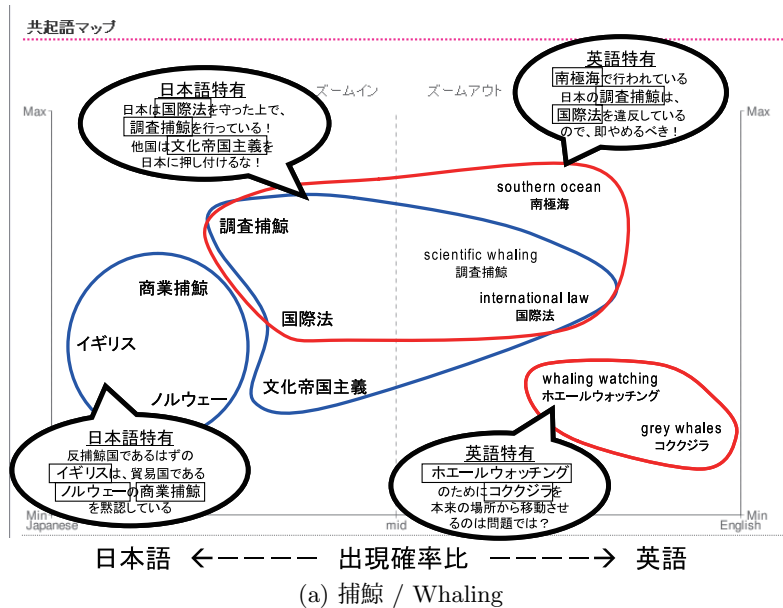 共起語マップ
日本語特有
日本は国際法を守った上で、
調査捕鯨を行っている！
他国は文化帝国主義を
日本に押し付けるな！
ズームイン
ズームアウト
英語特有
南極海で行われている
日本の調査捕鯨は、
国際法を違反している
ので、即やめるべき！
Max
Max
southern ocean
南極海
調査捕鯨
scientific whaling
調査捕鯨
商業捕鯨
international law
国際法
国際法
イギリス
文化帝国主義
whaling watching
ホエールウォッチング
ノルウェー
grey whales
コククジラ
日本語特有
反捕鯨国であるはずの
イギリスは、貿易国である
ノルウェーの商業捕鯨
を黙認している
英語特有
ホエールウォッチング
のためにコククジラを
本来の場所から移動させ
るのは問題では？
Min
Min
Japanese
mid
English
日本語 ←----- 出現確率比 -----→ 英語
(a) 捕鯨 / Whaling